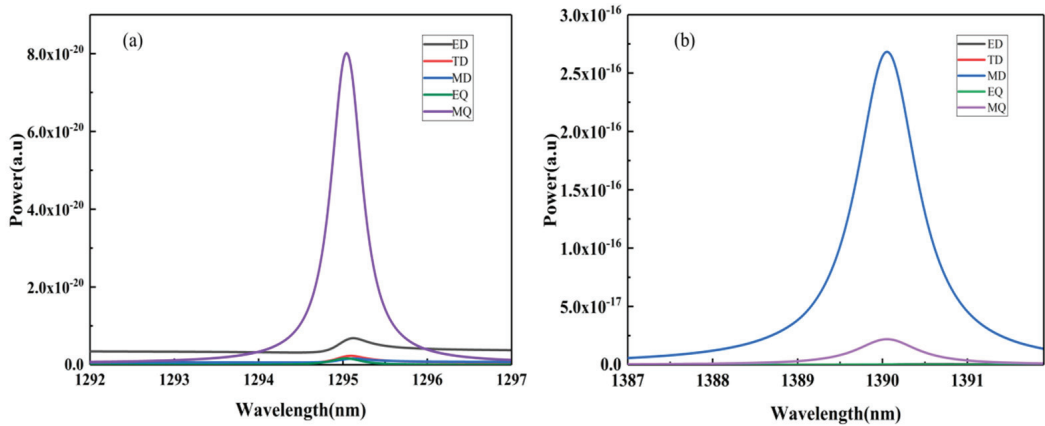 (a)
ED
TD
MD
EQ
MQ
8.0x10-20
6.0x10-20
4.0x10-20
2.0x10-20
0.0
Power(a.u)
1292 1293 1294 1295 1296 1297
Wavelength(nm)
(b)
ED
TD
MD
EQ
MQ
3.0x10-16
2.5x10-16
2.0x10-16
1.5x10-16
1.0x10-16
5.0x10-17
0.0
Power(a.u)
1387 1388 1389 1390 1391
Wavelength(nm)